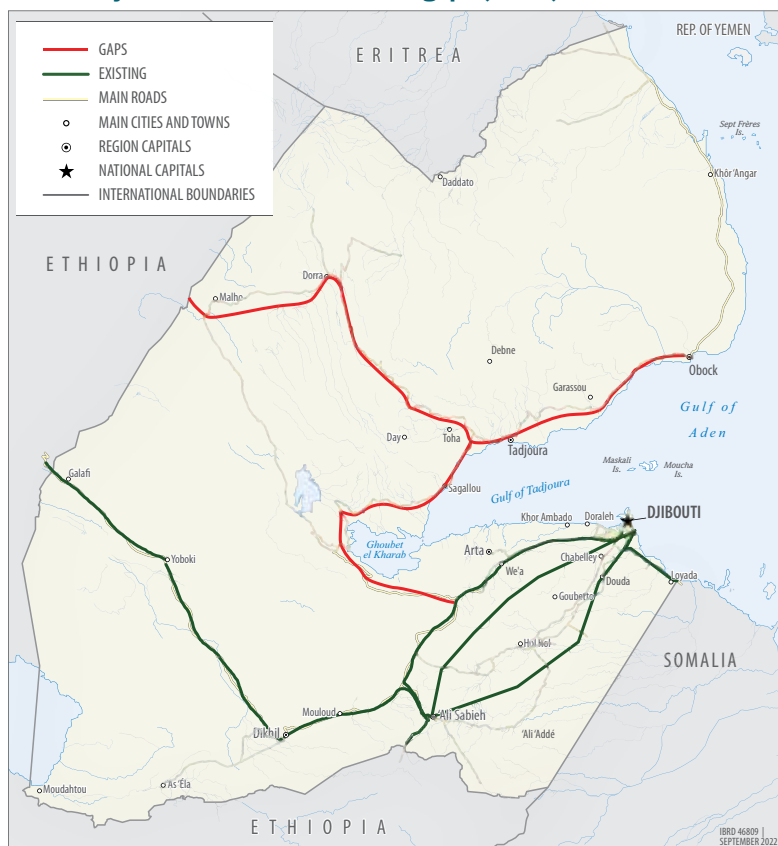 GAPS
EXISTING
MAIN ROADS
MAIN CITIES AND TOWNS
REGION CAPITALS
NATIONAL CAPITALS
INTERNATIONAL BOUNDARIES
ERITREA
REP. OF YEMEN
Sept Frères
Is.
Khôr ‘Angar
Daddato
ETHIOPIA
Dorra
Malho
Debne
Obock
Garassou
Gulf of
Aden
Day
Toha
Tadjoura
Maskali
Is.
Moucha
Is.
Galafi
Sagallou
Gulf of Tadjoura
Khor Ambado
Doraleh
DJIBOUTI
Ghoubet
el Kharab
Arta
Yoboki
We'a
Chabelley
Loyada
Douda
Goubetto
Hol Hol
SOMALIA
Mouloud
'Ali Sabieh
Dikhil
'Ali 'Addé
As 'Ela
Moudahtou
ETHIOPIA
IBRD 46809 |
SEPTEMBER 2022